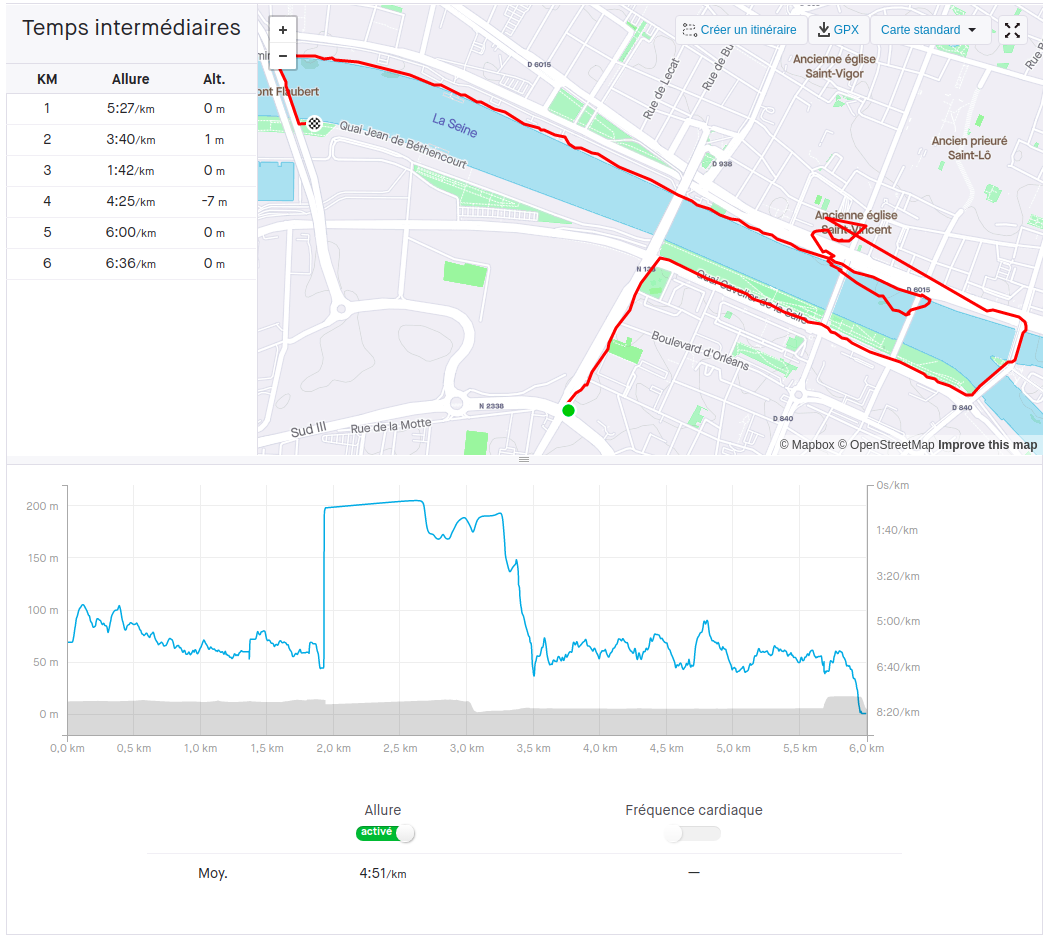 Temps intermédiaires
KM Allure Alt.
1 5:27/km 0 m
2 3:40/km 1 m
3 1:42/km 0 m
4 4:25/km -7 m
5 6:00/km 0 m
6 6:36/km 0 m
+
−
Créer un itinéraire
GPX
Carte standard
D 6015
Rue de Lecat
Rue de Bu
Ancienne église
Saint-Vigor
ont Flaubert
La Seine
Quai Jean de Béthencourt
D 938
Ancien prieuré
Saint-Lô
Ancienne église
Saint-Vincent
N 138
Quai Cavelier de la Salle
D 6015
Boulevard d'Orléans
N 2338
D 840
D 840
Sud III
Rue de la Motte
© Mapbox © OpenStreetMap Improve this map
200 m
150 m
100 m
50 m
0 m
0s/km
1:40/km
3:20/km
5:00/km
6:40/km
8:20/km
0,0 km 0,5 km 1,0 km 1,5 km 2,0 km 2,5 km 3,0 km 3,5 km 4,0 km 4,5 km 5,0 km 5,5 km 6,0 km
Allure
activé
Fréquence cardiaque
Moy. 4:51/km —